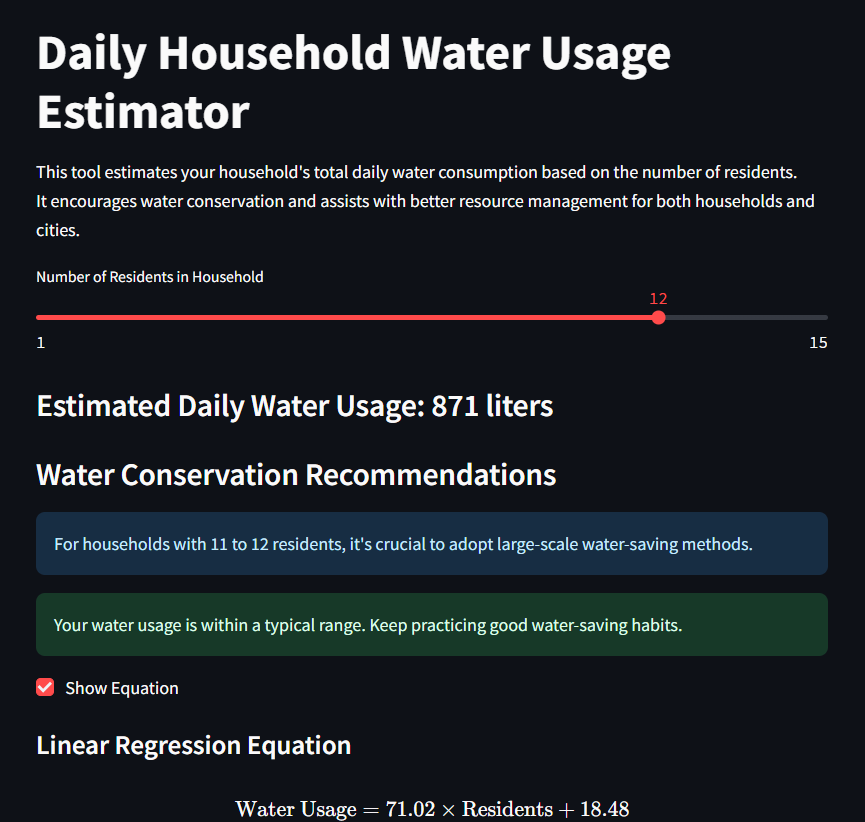 Daily Household Water Usage
Estimator
This tool estimates your household's total daily water consumption based on the number of residents.
It encourages water conservation and assists with better resource management for both households and
cities.
Number of Residents in Household
12
1 15
Estimated Daily Water Usage: 871 liters
Water Conservation Recommendations
For households with 11 to 12 residents, it's crucial to adopt large-scale water-saving methods.
Your water usage is within a typical range. Keep practicing good water-saving habits.
Show Equation
Linear Regression Equation
Water Usage = 71.02 × Residents + 18.48